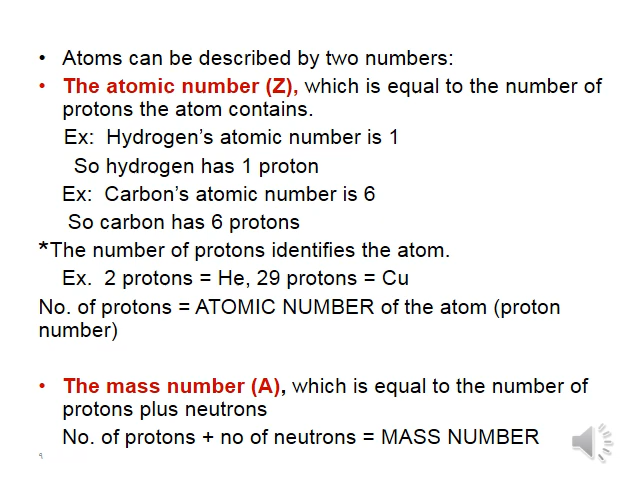 • Atoms can be described by two numbers:
• The atomic number (Z), which is equal to the number of
protons the atom contains.
Ex: Hydrogen's atomic number is 1
So hydrogen has 1 proton
Ex: Carbon's atomic number is 6
So carbon has 6 protons
*The number of protons identifies the atom.
Ex. 2 protons = He, 29 protons = Cu
No. of protons = ATOMIC NUMBER of the atom (proton
number)
• The mass number (A), which is equal to the number of
protons plus neutrons
No. of protons + no of neutrons = MASS NUMBER
٩